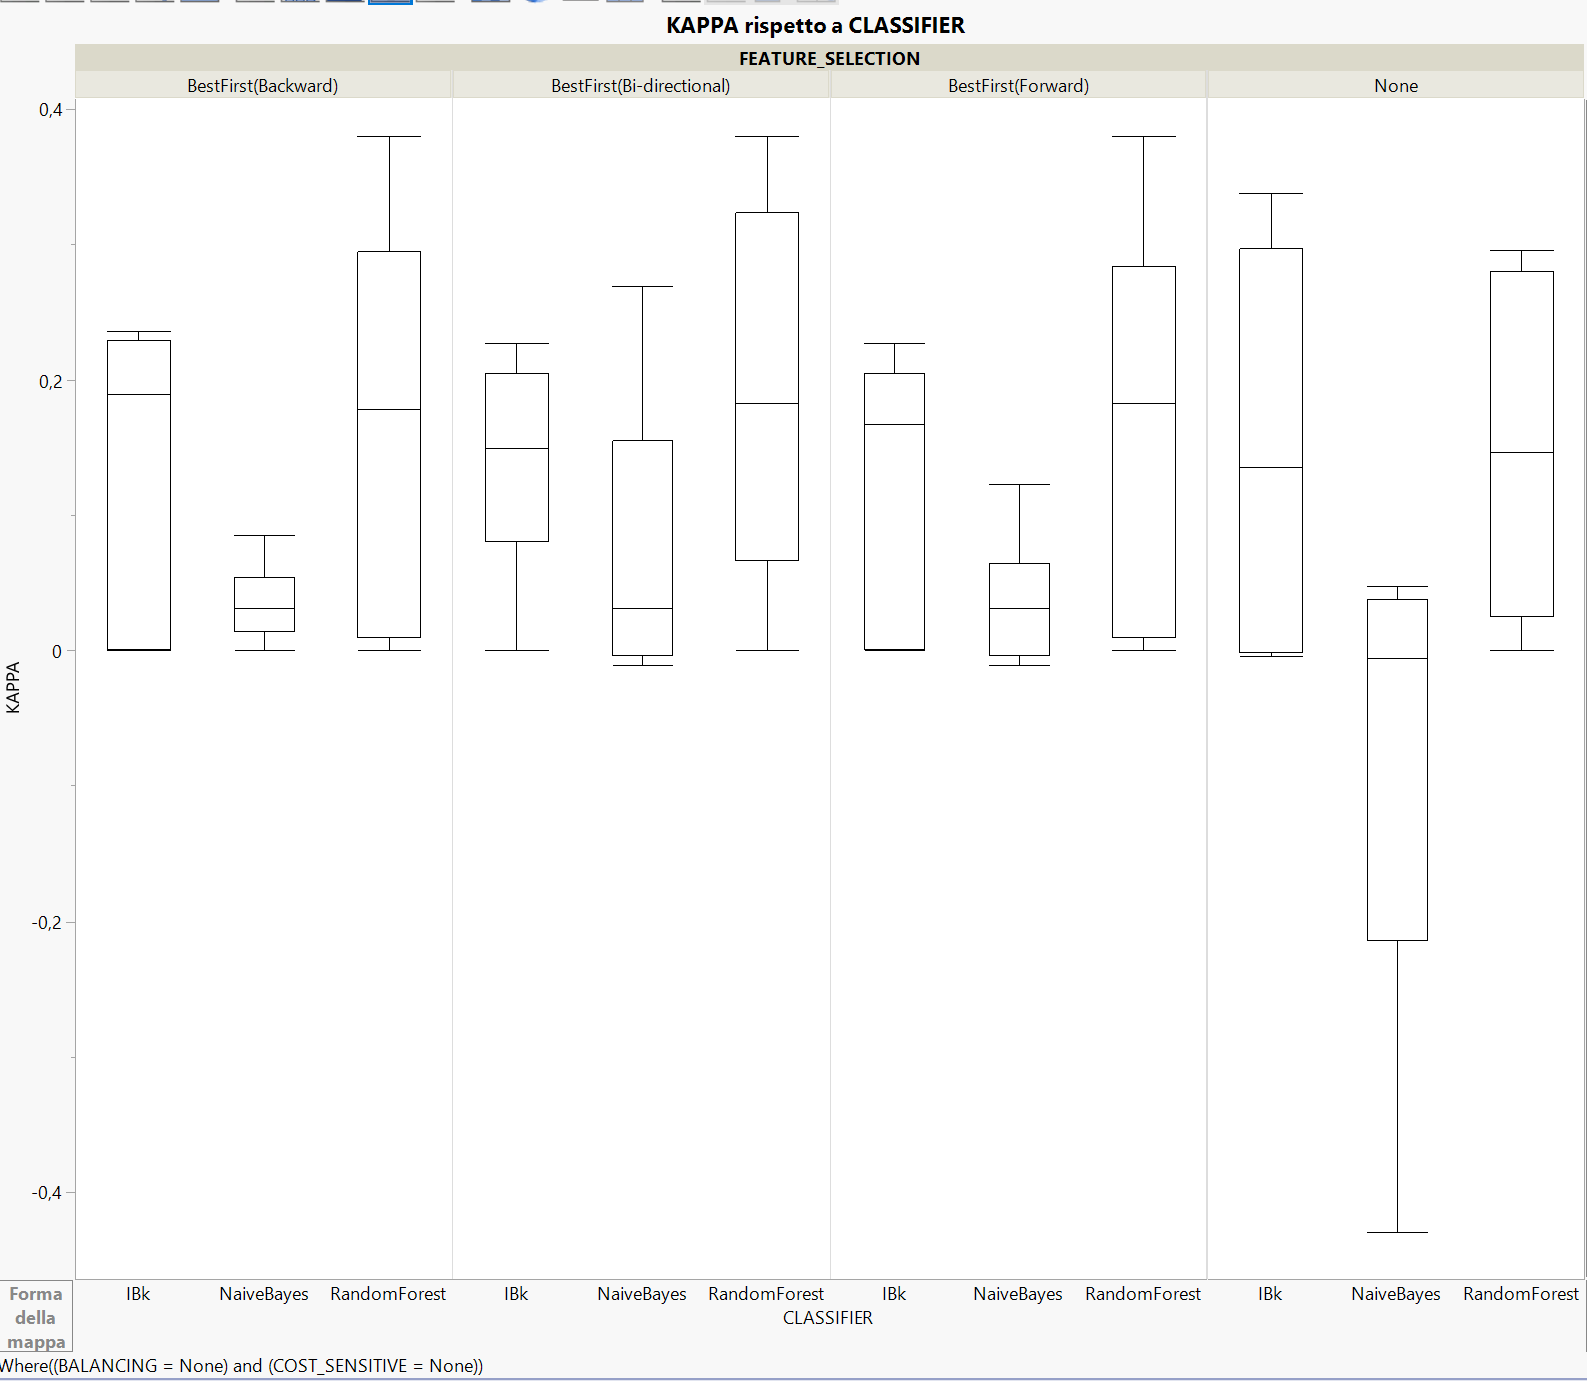 KAPPA rispetto a CLASSIFIER
FEATURE_SELECTION
BestFirst(Backward) BestFirst(Bi-directional) BestFirst(Forward) None
0,4
0,2
0
-0,2
-0,4
KAPPA
IBk NaiveBayes RandomForest IBk NaiveBayes RandomForest IBk NaiveBayes RandomForest IBk NaiveBayes RandomForest
CLASSIFIER
Forma
della
mappa
Where((BALANCING = None) and (COST_SENSITIVE = None))